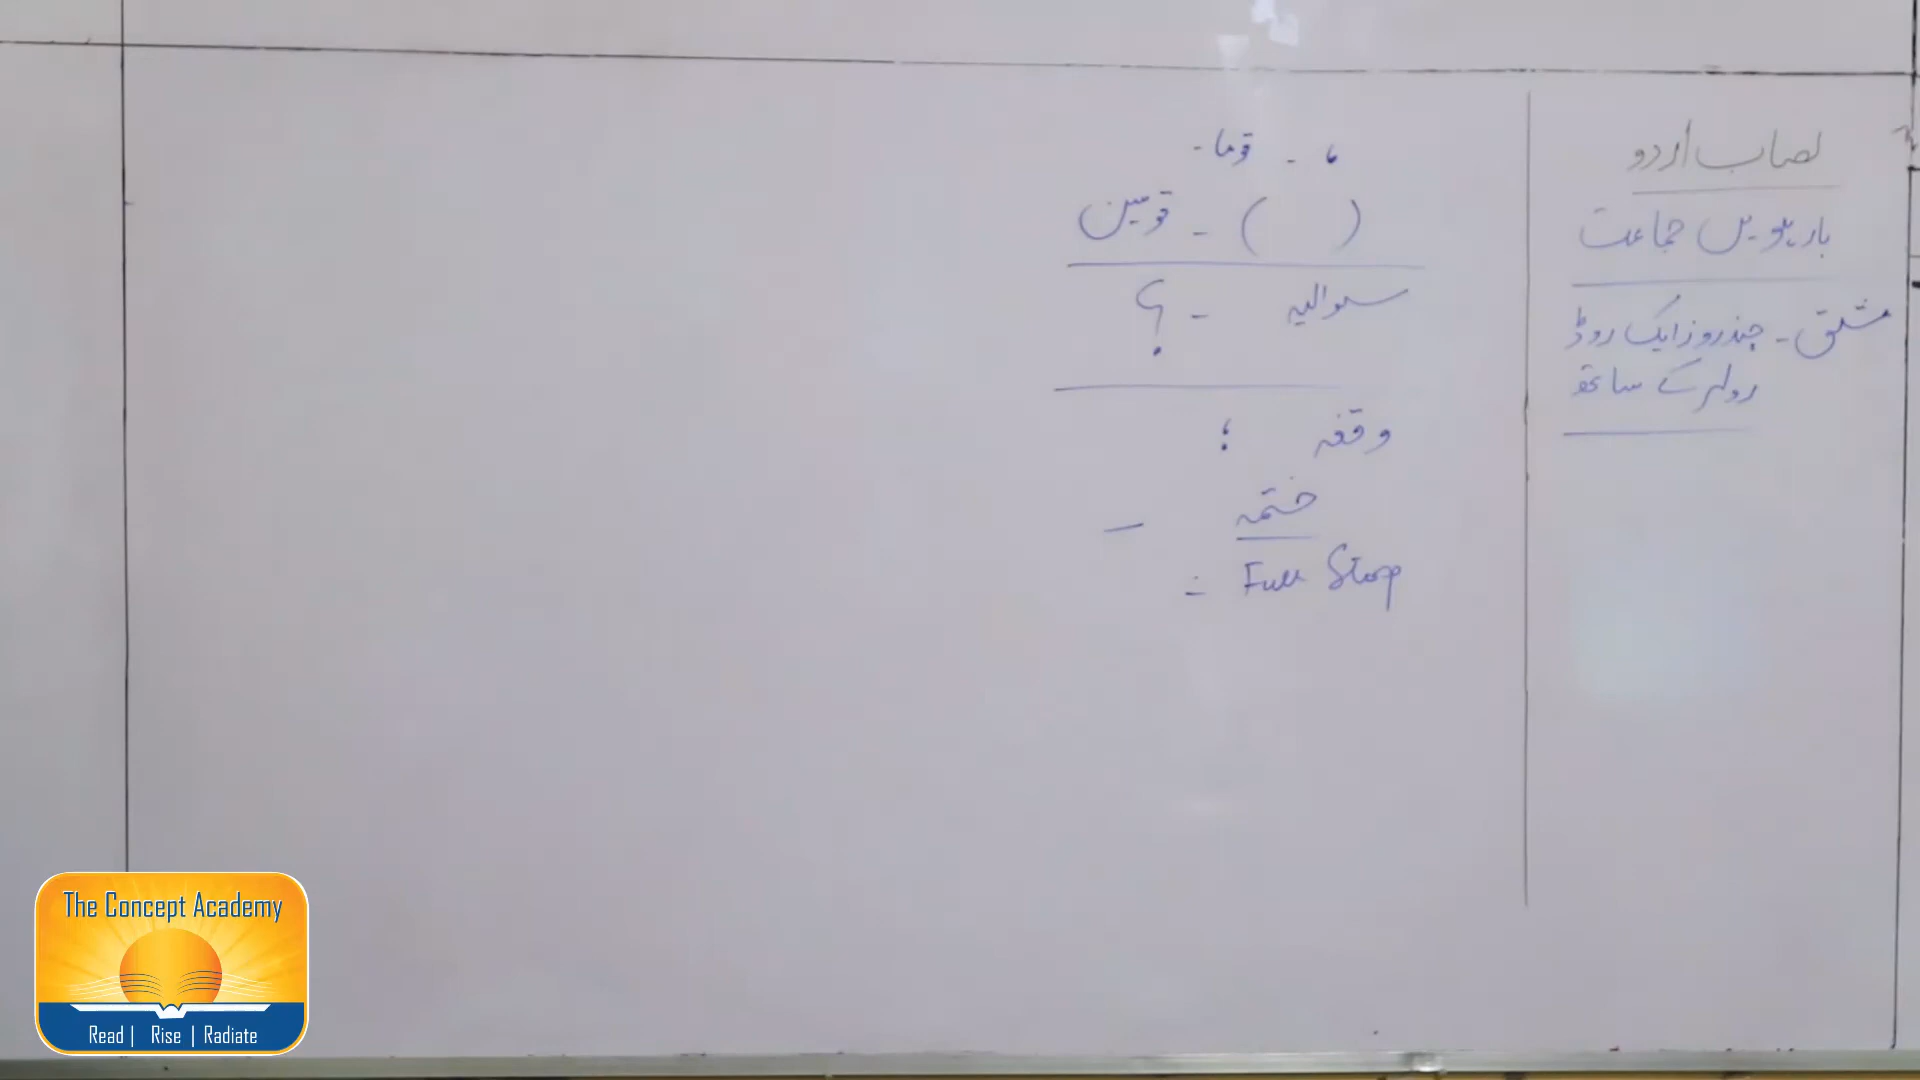 نصاب اردو
بارہویں جماعت
مشق - چند روز ایک روڈ
رولر کے ساتھ
، - قوما -
( ) - قوسین
سوالیہ - ؟
وقفہ ؛
ختمہ -
Full Stop -
The Concept Academy
Read | Rise | Radiate